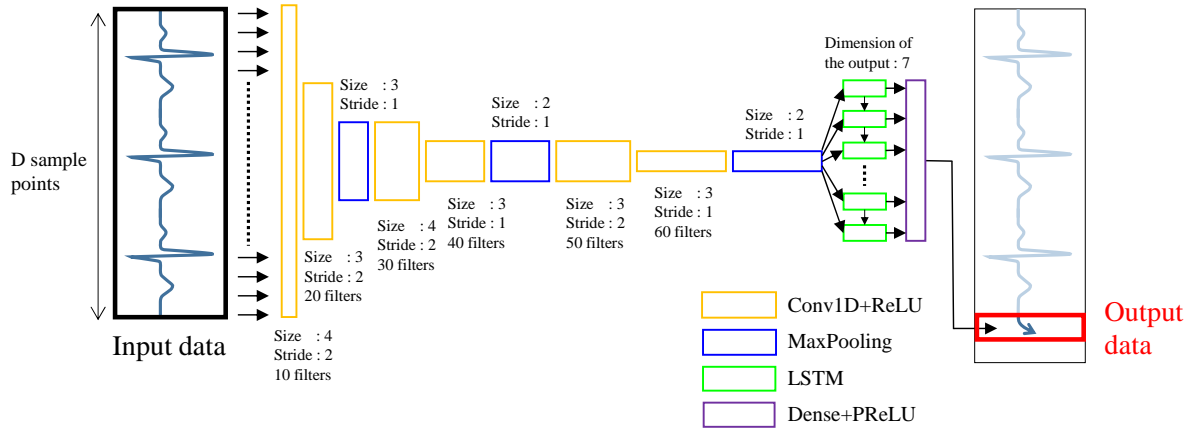 D sample
points
Input data
Size : 4
Stride : 2
10 filters
Size : 3
Stride : 2
20 filters
Size : 3
Stride : 1
Size : 4
Stride : 2
30 filters
Size : 3
Stride : 1
40 filters
Size : 2
Stride : 1
Size : 3
Stride : 2
50 filters
Size : 3
Stride : 1
60 filters
Size : 2
Stride : 1
Dimension of
the output : 7
Conv1D+ReLU
MaxPooling
LSTM
Dense+PReLU
Output
data